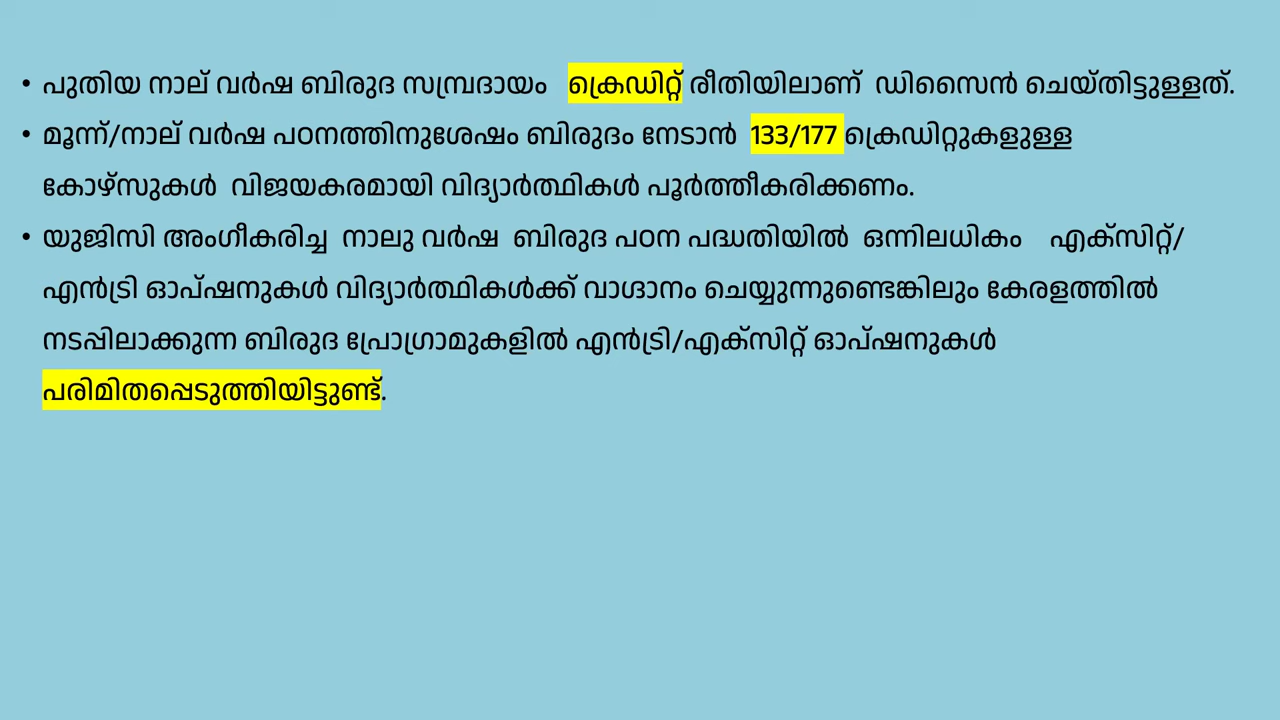 • പുതിയ നാല് വർഷ ബിരുദ സമ്പ്രദായം ക്രെഡിറ്റ് രീതിയിലാണ് ഡിസൈൻ ചെയ്തിട്ടുള്ളത്.
• മൂന്ന്/നാല് വർഷ പഠനത്തിനുശേഷം ബിരുദം നേടാൻ 133/177 ക്രെഡിറ്റുകളുള്ള
കോഴ്സുകൾ വിജയകരമായി വിദ്യാർത്ഥികൾ പൂർത്തീകരിക്കണം.
• യുജിസി അംഗീകരിച്ച നാലു വർഷ ബിരുദ പഠന പദ്ധതിയിൽ ഒന്നിലധികം എക്സിറ്റ്/
എൻട്രി ഓപ്ഷനുകൾ വിദ്യാർത്ഥികൾക്ക് വാഗ്ദാനം ചെയ്യുന്നുണ്ടെങ്കിലും കേരളത്തിൽ
നടപ്പിലാക്കുന്ന ബിരുദ പ്രോഗ്രാമുകളിൽ എൻട്രി/എക്സിറ്റ് ഓപ്ഷനുകൾ
പരിമിതപ്പെടുത്തിയിട്ടുണ്ട്.